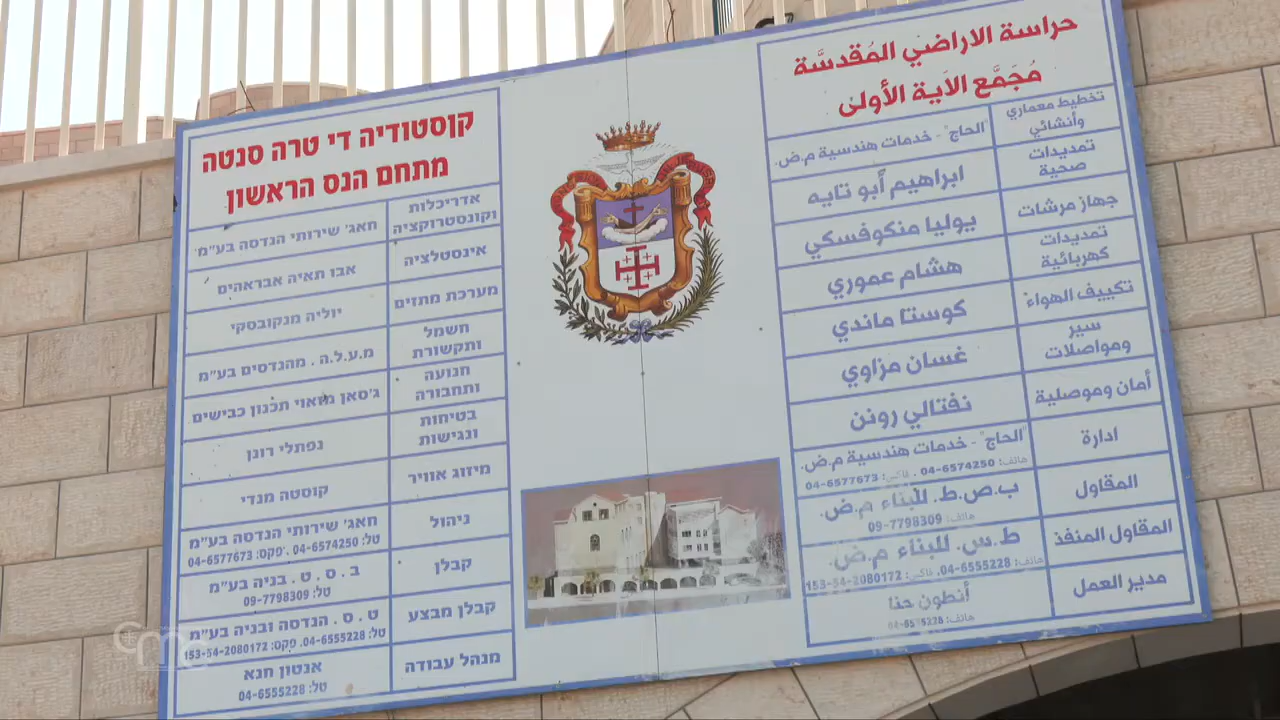 קוסטודיה די טרה סנטה
מתחם הנס הראשון
אדריכלות וקונסטרוקציה
חאג׳ שירותי הנדסה בע״מ
אינסטלציה
אבו תאיה אבראהים
מערכת מתזים
יוליה מנקובסקי
חשמל ותקשורת
מ.ע.ל.ה. מהנדסים בע״מ
תנועה ותחבורה
ג׳סאן מזאוי תכנון כבישים
בטיחות ונגישות
נפתלי רונן
מיזוג אוויר
קוסטה מנדי
ניהול
חאג׳ שירותי הנדסה בע״מ
טל: 04-6574250. פקס: 04-6577673
קבלן
ב . ס . ט . בניה בע״מ
טל: 09-7798309
קבלן מבצע
ט . ס . הנדסה ובניה בע״מ
טל: 04-6555228. פקס: 153-54-2080172
מנהל עבודה
אנטון חנא
טל: 04-6555228
حراسة الاراضي المُقدسَّة
مُجَمَّع الآية الأولى
تخطيط معماري وأنشائي
"الحاج" - خدمات هندسية م.ض.
تمديدات صحية
ابراهيم أبو تايه
جهاز مرشات
يوليا منكوفسكي
تمديدات كهربائية
هشام عموري
تكييف الهواء
كوستا ماندي
سير ومواصلات
غسان مزاوي
أمان وموصلية
نفتالي رونن
ادارة
"الحاج" - خدمات هندسية م.ض.
هاتف: 04-6574250 . فاكس: 04-6577673
المقاول
ب.ص.ط. للبناء م.ض.
هاتف: 09-7798309
المقاول المنفذ
ط.س. للبناء م.ض.
هاتف: 04-6555228. فاكس: 153-54-2080172
مدير العمل
أنطون حنا
هاتف: 04-6555228
cmc